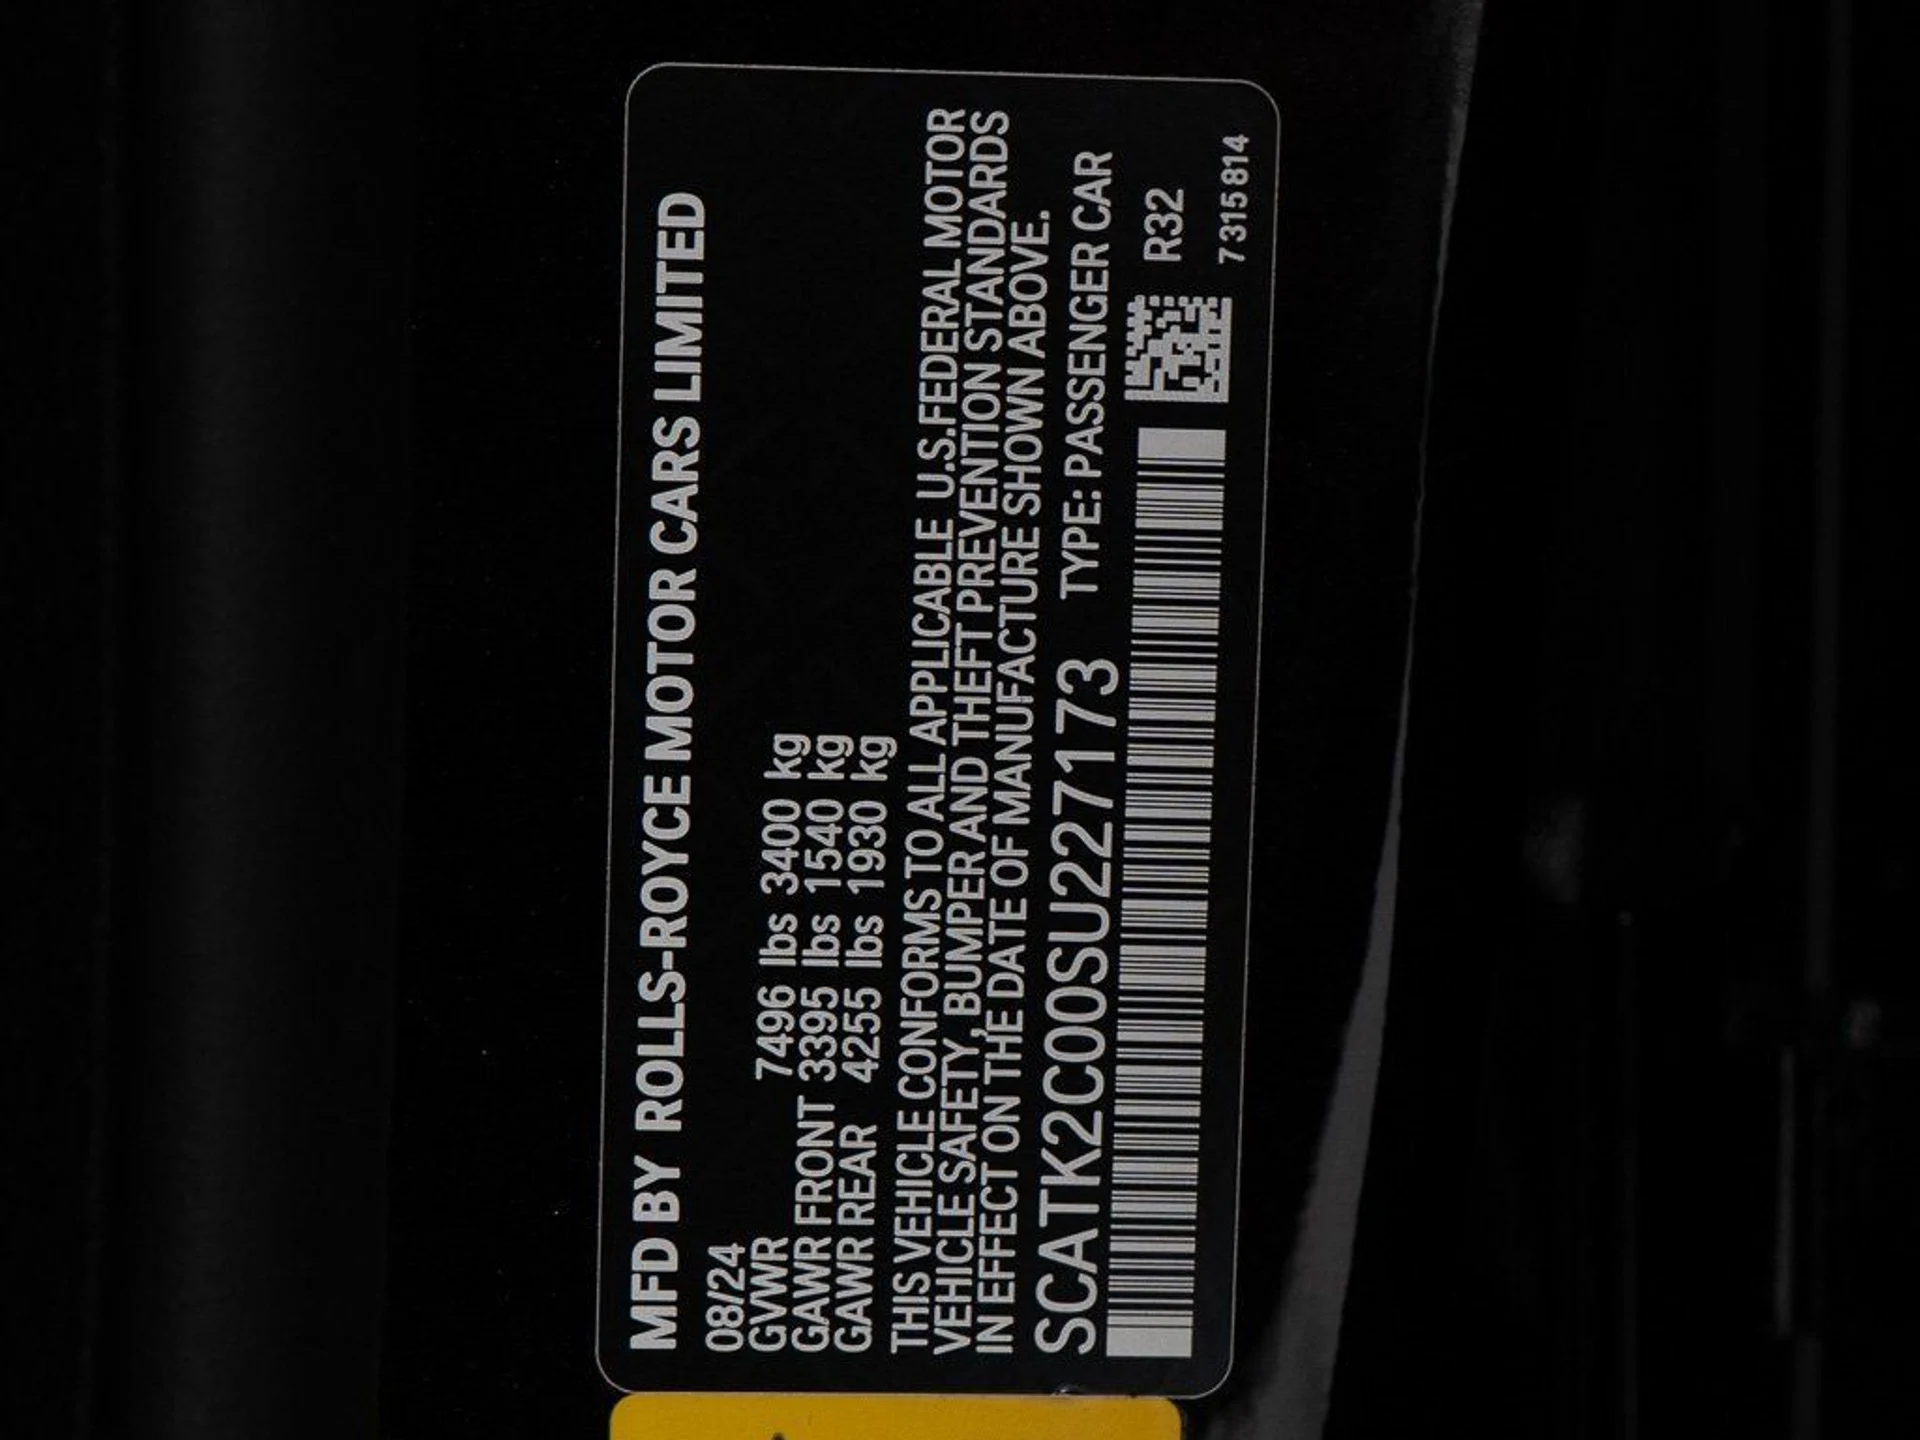 MFD BY ROLLS-ROYCE MOTOR CARS LIMITED
08/24
GVWR 7496 lbs 3400 kg
GAWR FRONT 3395 lbs 1540 kg
GAWR REAR 4255 lbs 1930 kg
THIS VEHICLE CONFORMS TO ALL APPLICABLE U.S.FEDERAL MOTOR
VEHICLE SAFETY, BUMPER AND THEFT PREVENTION STANDARDS
IN EFFECT ON THE DATE OF MANUFACTURE SHOWN ABOVE.
SCATK2C00SU227173 TYPE: PASSENGER CAR
R32
7315814